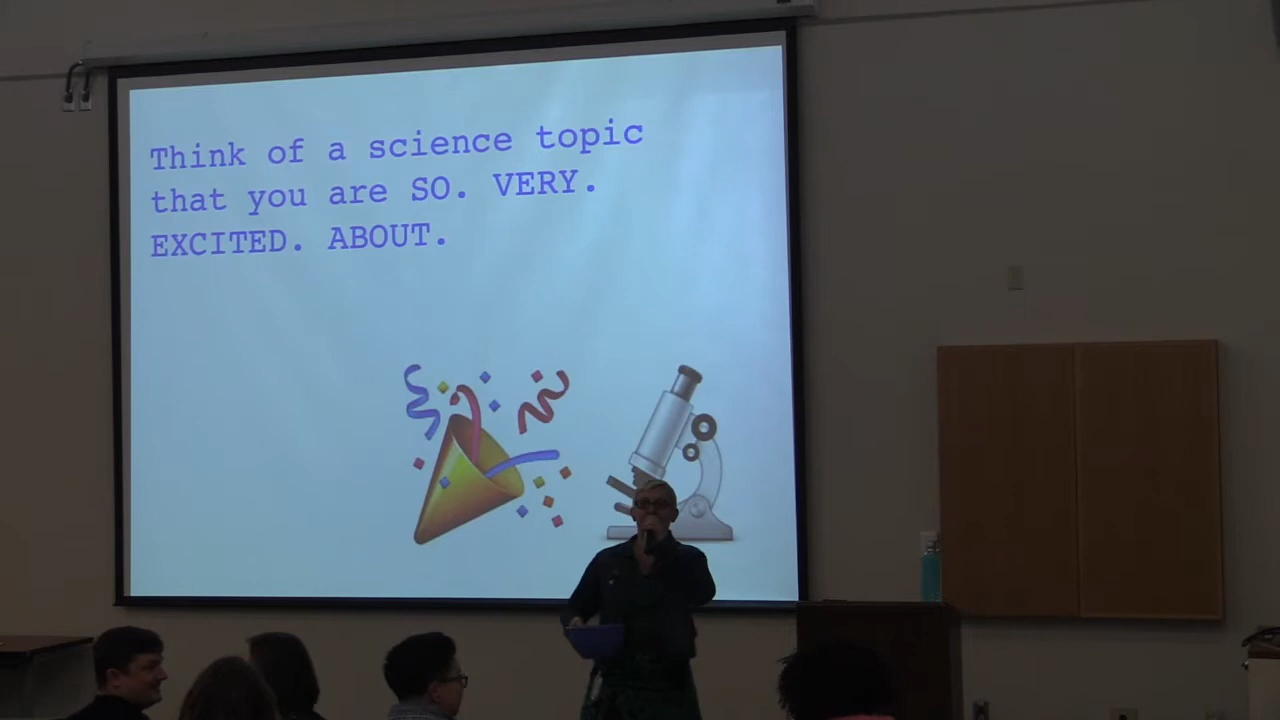 Think of a science topic
that you are SO. VERY.
EXCITED. ABOUT.